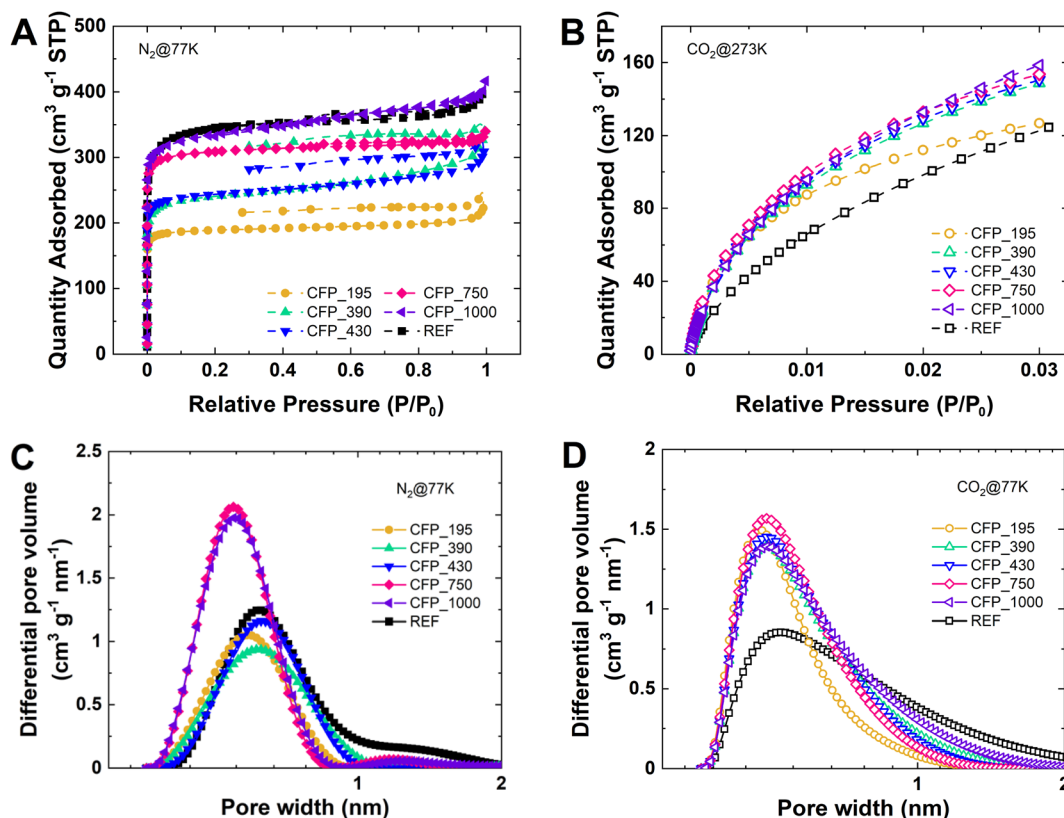 A
N₂@77K
Quantity Adsorbed (cm³ g⁻¹ STP)
500
400
300
200
100
0
CFP_195
CFP_390
CFP_430
CFP_750
CFP_1000
REF
0
0.2
0.4
0.6
0.8
1
Relative Pressure (P/P₀)
B
CO₂@273K
Quantity Adsorbed (cm³ g⁻¹ STP)
160
120
80
40
0
CFP_195
CFP_390
CFP_430
CFP_750
CFP_1000
REF
0
0.01
0.02
0.03
Relative Pressure (P/P₀)
C
N₂@77K
Differential pore volume
(cm³ g⁻¹ nm⁻¹)
2.5
2
1.5
1
0.5
0
CFP_195
CFP_390
CFP_430
CFP_750
CFP_1000
REF
1
2
Pore width (nm)
D
CO₂@77K
Differential pore volume
(cm³ g⁻¹ nm⁻¹)
2
1.5
1
0.5
0
CFP_195
CFP_390
CFP_430
CFP_750
CFP_1000
REF
1
2
Pore width (nm)